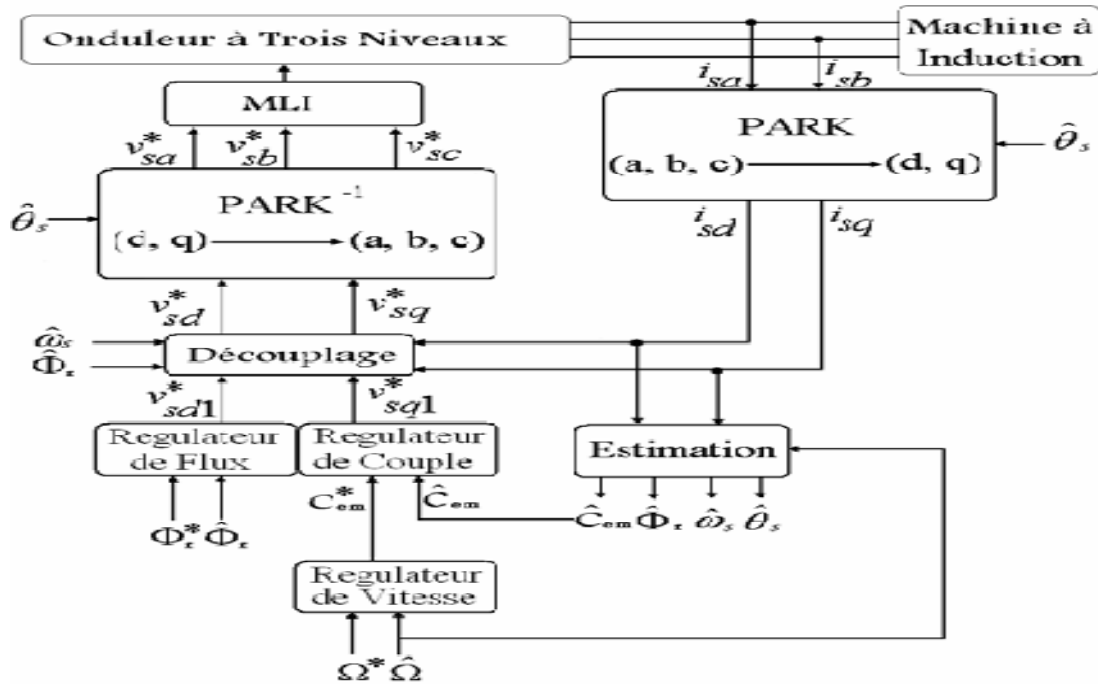 Onduleur à Trois Niveaux
Machine à
Induction
i_sa
i_sb
MLI
v*_sa
v*_sb
v*_sc
PARK
(a, b, c) (d, q)
θ̂_s
PARK⁻¹
(d, q) (a, b, c)
θ̂_s
i_sd
i_sq
v*_sd
v*_sq
ω̂_s
Φ̂_r
Découplage
v*_sd1
v*_sq1
Regulateur
de Flux
Regulateur
de Couple
Estimation
C*_em
Ĉ_em
Ĉ_em Φ̂_r ω̂_s θ̂_s
Φ*_r Φ̂_r
Regulateur
de Vitesse
Ω* Ω̂